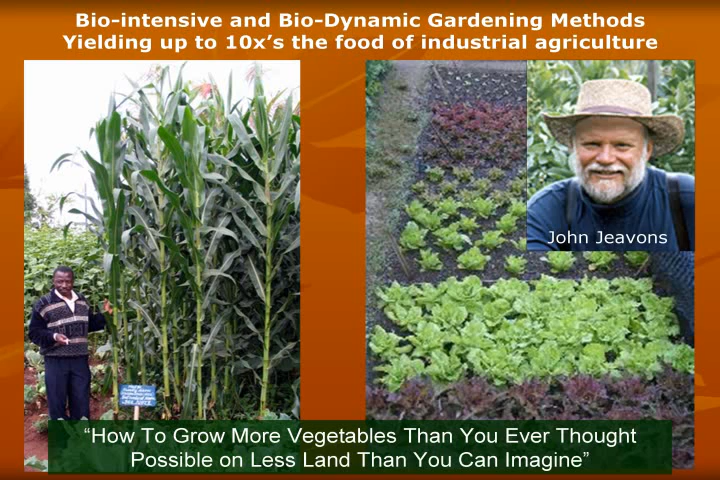 Bio-intensive and Bio-Dynamic Gardening Methods
Yielding up to 10x’s the food of industrial agriculture
John Jeavons
“How To Grow More Vegetables Than You Ever Thought
Possible on Less Land Than You Can Imagine”